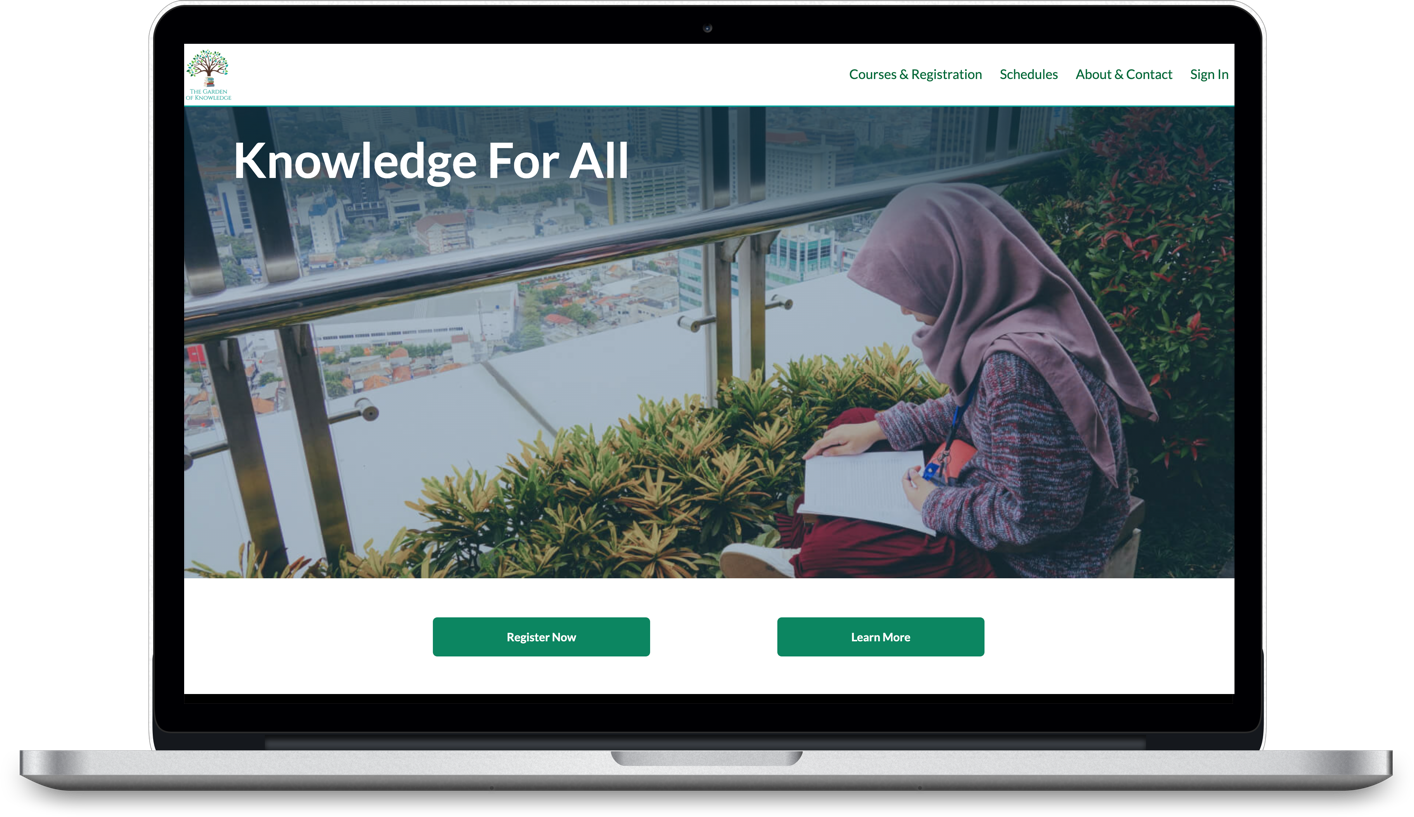 THE GARDEN
OF KNOWLEDGE
Courses & Registration Schedules About & Contact Sign In
Knowledge For All
Register Now Learn More